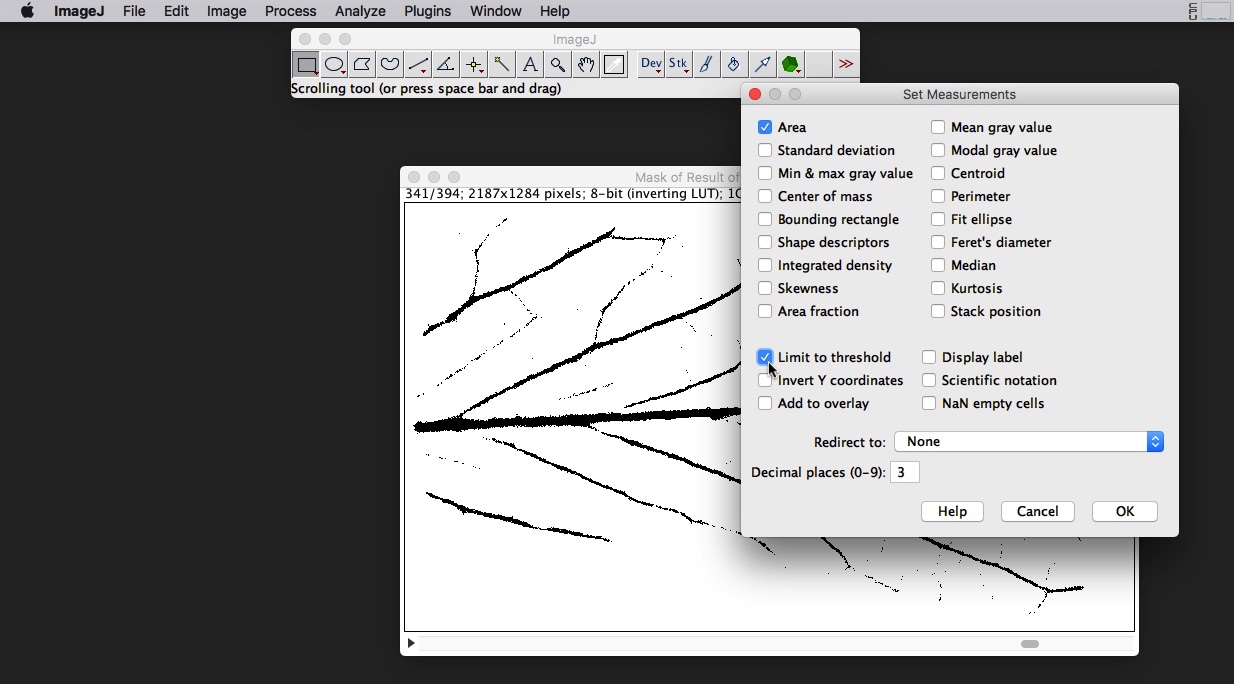 ImageJ File Edit Image Process Analyze Plugins Window Help
CPU
ImageJ
A Dev Stk >>
Scrolling tool (or press space bar and drag)
Set Measurements
Area Mean gray value
Standard deviation Modal gray value
Min & max gray value Centroid
Center of mass Perimeter
Bounding rectangle Fit ellipse
Shape descriptors Feret's diameter
Integrated density Median
Skewness Kurtosis
Area fraction Stack position
Limit to threshold Display label
Invert Y coordinates Scientific notation
Add to overlay NaN empty cells
Redirect to: None
Decimal places (0-9): 3
Help Cancel OK
Mask of Result of
341/394; 2187x1284 pixels; 8-bit (inverting LUT);